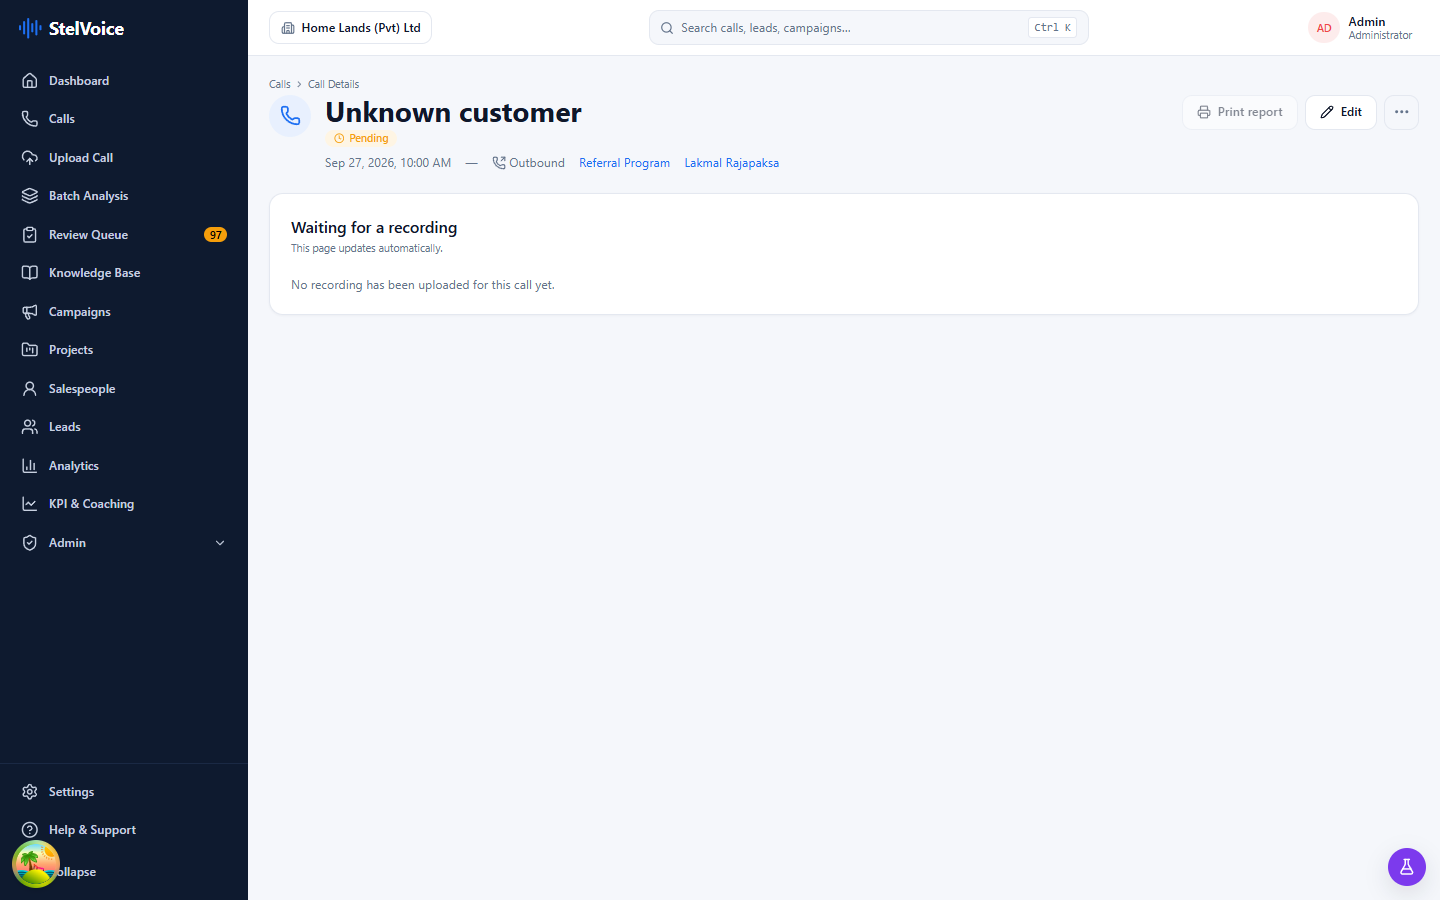 StelVoice
Home Lands (Pvt) Ltd
Search calls, leads, campaigns...
Ctrl K
AD
Admin
Administrator
Dashboard
Calls
Upload Call
Batch Analysis
Review Queue 97
Knowledge Base
Campaigns
Projects
Salespeople
Leads
Analytics
KPI & Coaching
Admin
Settings
Help & Support
ollapse
Calls > Call Details
Unknown customer
Pending
Sep 27, 2026, 10:00 AM — Outbound Referral Program Lakmal Rajapaksa
Print report
Edit
Waiting for a recording
This page updates automatically.
No recording has been uploaded for this call yet.